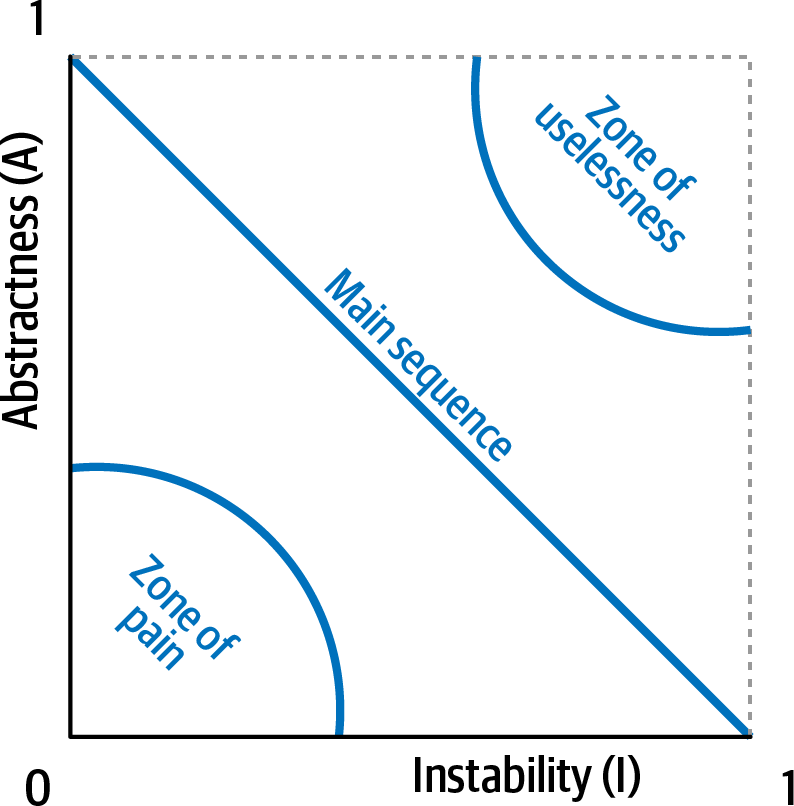 1
Zone of
uselessness
Abstractness (A)
Main sequence
Zone of
pain
0
Instability (I)
1